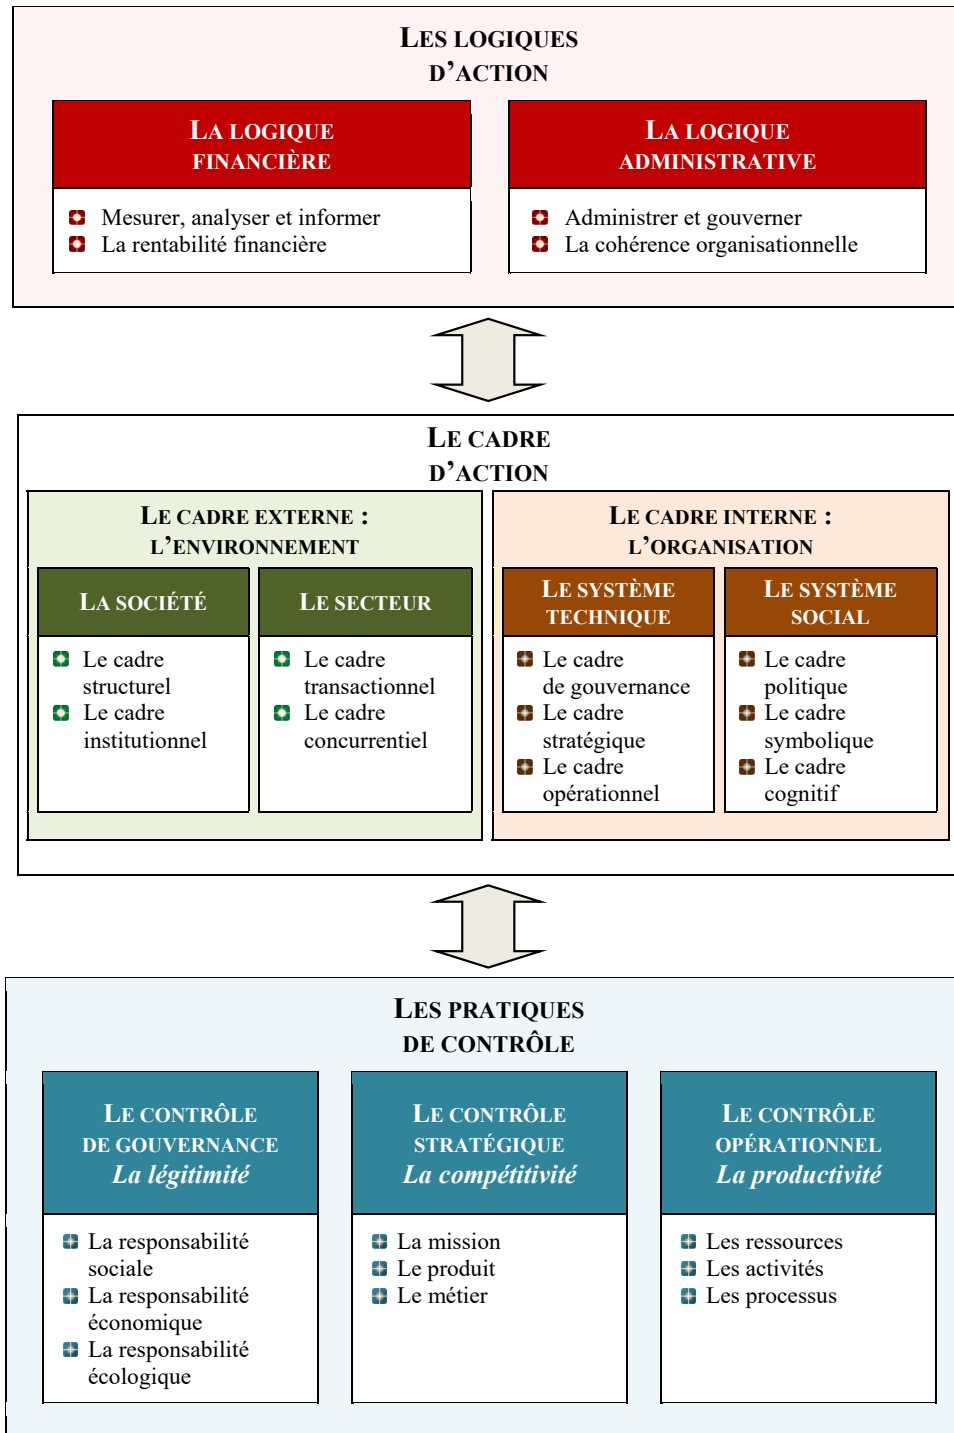 LES LOGIQUES
D’ACTION
LA LOGIQUE
FINANCIÈRE
Mesurer, analyser et informer
La rentabilité financière
LA LOGIQUE
ADMINISTRATIVE
Administrer et gouverner
La cohérence organisationnelle
LE CADRE
D’ACTION
LE CADRE EXTERNE :
L’ENVIRONNEMENT
LA SOCIÉTÉ
Le cadre
structurel
Le cadre
institutionnel
LE SECTEUR
Le cadre
transactionnel
Le cadre
concurrentiel
LE CADRE INTERNE :
L’ORGANISATION
LE SYSTÈME
TECHNIQUE
Le cadre
de gouvernance
Le cadre
stratégique
Le cadre
opérationnel
LE SYSTÈME
SOCIAL
Le cadre
politique
Le cadre
symbolique
Le cadre
cognitif
LES PRATIQUES
DE CONTRÔLE
LE CONTRÔLE
DE GOUVERNANCE
La légitimité
La responsabilité
sociale
La responsabilité
économique
La responsabilité
écologique
LE CONTRÔLE
STRATÉGIQUE
La compétitivité
La mission
Le produit
Le métier
LE CONTRÔLE
OPÉRATIONNEL
La productivité
Les ressources
Les activités
Les processus